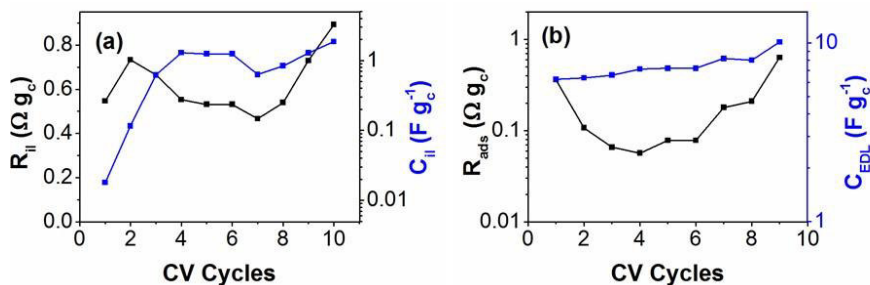 (a)
R_il (Ω g_c)
0.8
0.6
0.4
0.2
0.0
C_il (F g_c^-1)
1
0.1
0.01
0 2 4 6 8 10
CV Cycles
(b)
R_ads (Ω g_c)
1
0.1
0.01
C_EDL (F g_c^-1)
10
1
0 2 4 6 8 10
CV Cycles